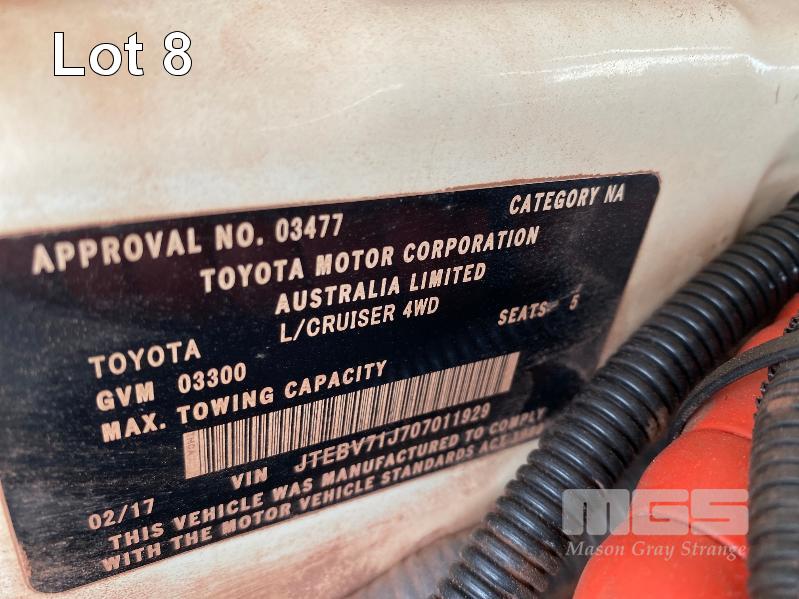 Lot 8
APPROVAL NO. 03477
CATEGORY NA
TOYOTA MOTOR CORPORATION
AUSTRALIA LIMITED
TOYOTA
L/CRUISER 4WD
GVM 03300
SEATS 5
MAX. TOWING CAPACITY
VIN JTEBV71J707011929
02/17
THIS VEHICLE WAS MANUFACTURED TO COMPLY
WITH THE MOTOR VEHICLE STANDARDS ACT
MGS
Mason Gray Strange